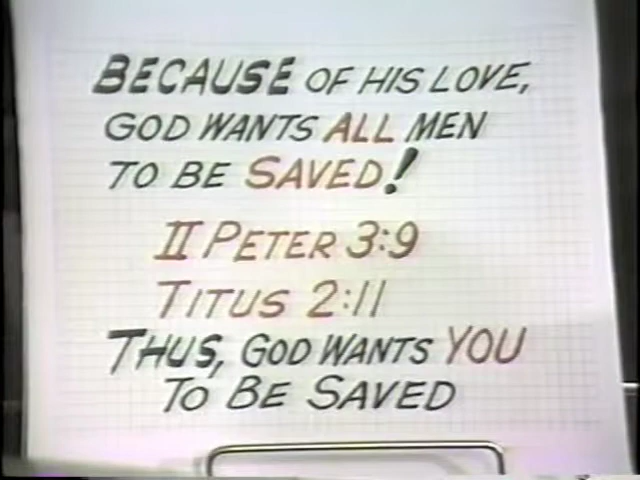 BECAUSE OF HIS LOVE,
GOD WANTS ALL MEN
TO BE SAVED!
II PETER 3:9
TITUS 2:11
THUS, GOD WANTS YOU
TO BE SAVED